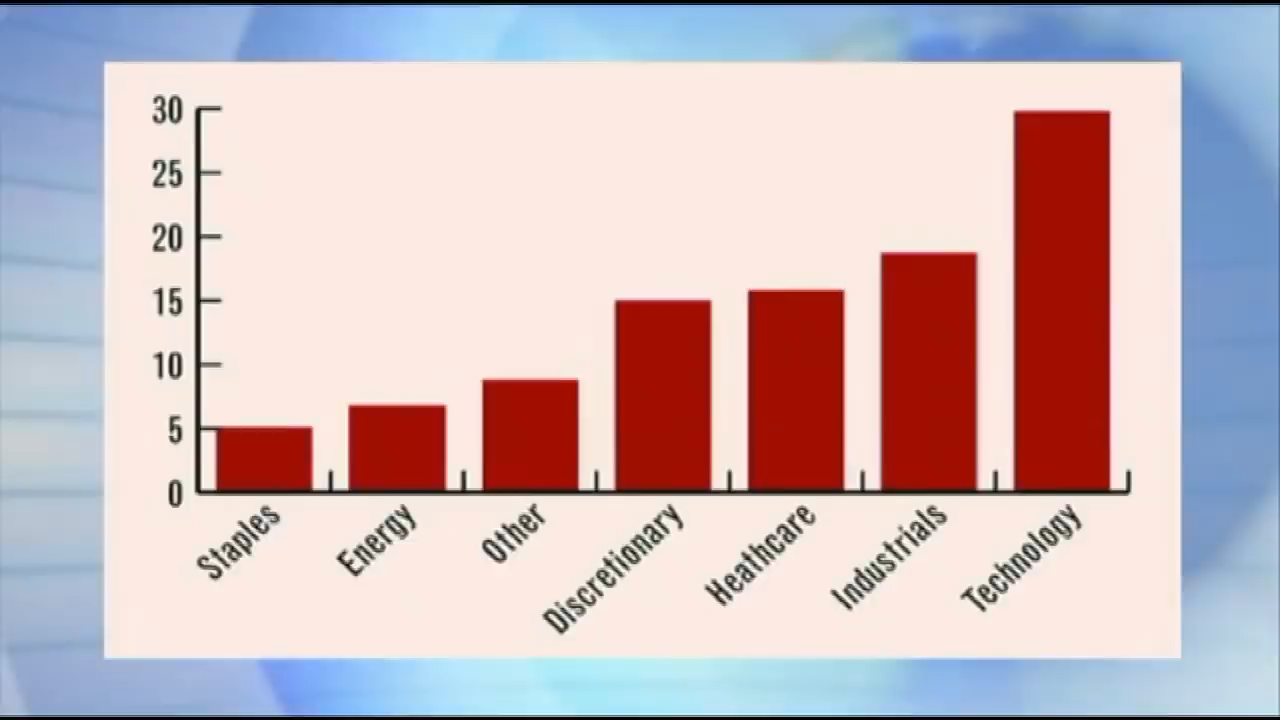 30
25
20
15
10
5
0
Staples
Energy
Other
Discretionary
Heathcare
Industrials
Technology